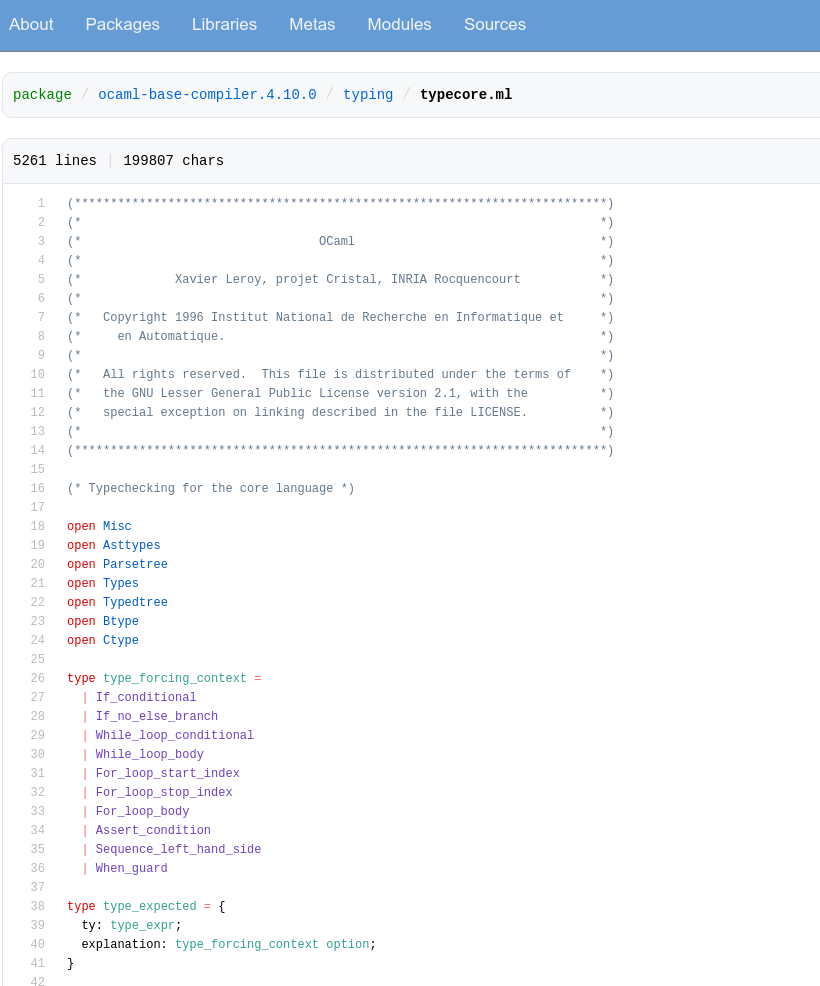 About Packages Libraries Metas Modules Sources
package / ocaml-base-compiler.4.10.0 / typing / typecore.ml
5261 lines | 199807 chars
1 (**************************************************************************)
2 (*                                                                        *)
3 (*                                 OCaml                                  *)
4 (*                                                                        *)
5 (*             Xavier Leroy, projet Cristal, INRIA Rocquencourt           *)
6 (*                                                                        *)
7 (*   Copyright 1996 Institut National de Recherche en Informatique et     *)
8 (*     en Automatique.                                                    *)
9 (*                                                                        *)
10 (*   All rights reserved.  This file is distributed under the terms of    *)
11 (*   the GNU Lesser General Public License version 2.1, with the          *)
12 (*   special exception on linking described in the file LICENSE.          *)
13 (*                                                                        *)
14 (**************************************************************************)
15
16 (* Typechecking for the core language *)
17
18 open Misc
19 open Asttypes
20 open Parsetree
21 open Types
22 open Typedtree
23 open Btype
24 open Ctype
25
26 type type_forcing_context =
27   | If_conditional
28   | If_no_else_branch
29   | While_loop_conditional
30   | While_loop_body
31   | For_loop_start_index
32   | For_loop_stop_index
33   | For_loop_body
34   | Assert_condition
35   | Sequence_left_hand_side
36   | When_guard
37
38 type type_expected = {
39   ty: type_expr;
40   explanation: type_forcing_context option;
41 }
42